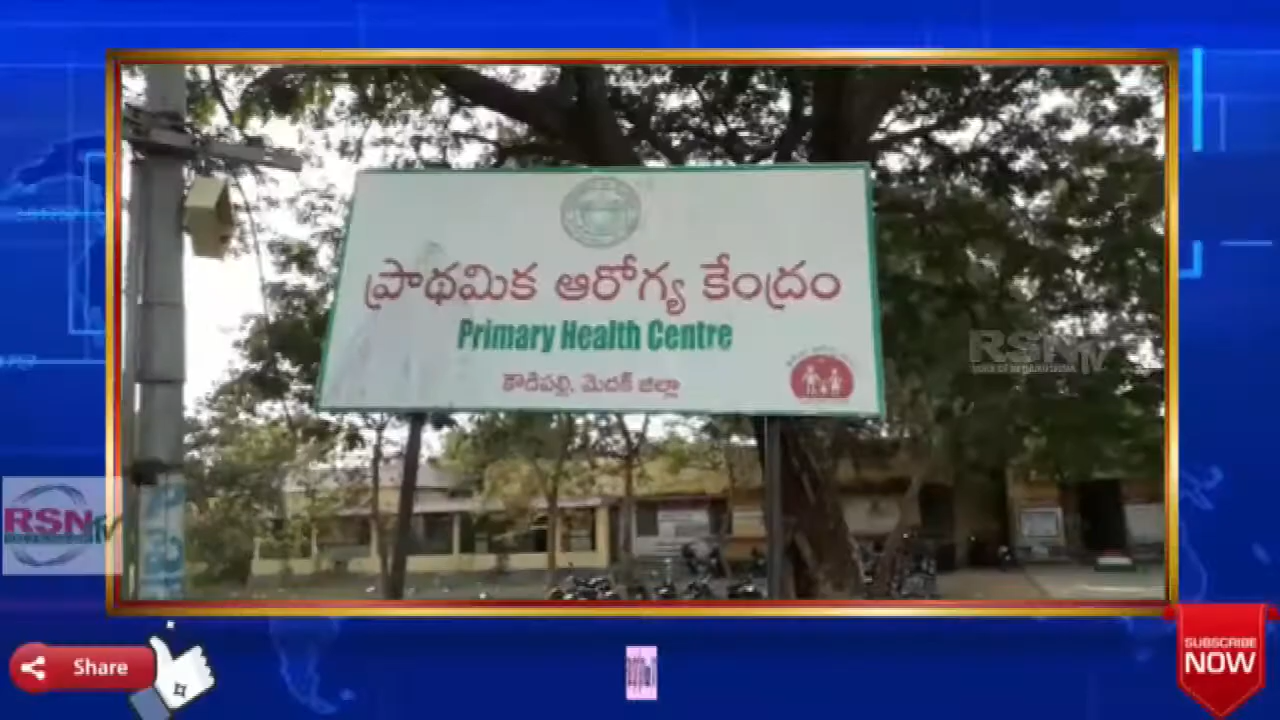 ప్రాథమిక ఆరోగ్య కేంద్రం
Primary Health Centre
కౌడిపల్లి, మెదక్ జిల్లా
RSN TV
RSN TV
Share
SUBSCRIBE
NOW